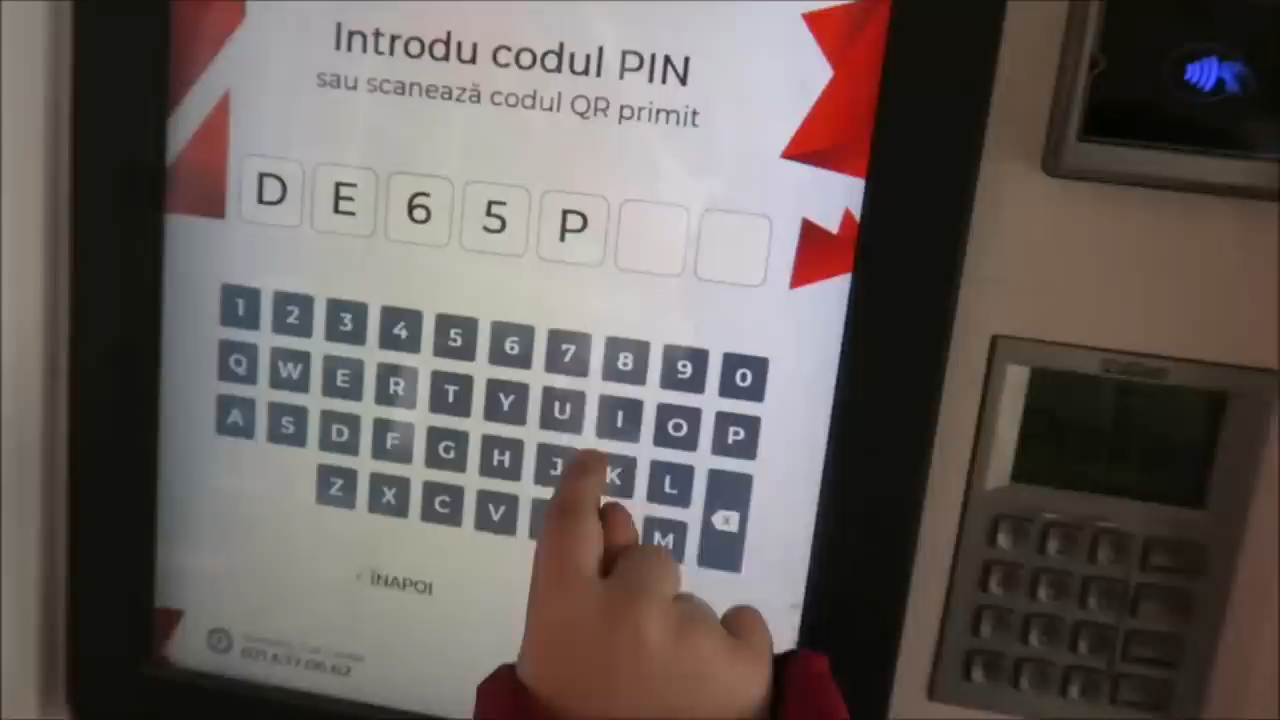 Introdu codul PIN
sau scanează codul QR primit
D E 6 5 P
1 2 3 4 5 6 7 8 9 0
Q W E R T Y U I O P
A S D F G H J K L
Z X C V M
< ÎNAPOI